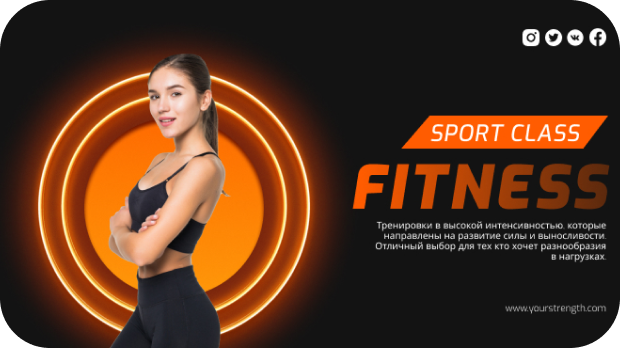 SPORT CLASS
FITNESS
Тренировки в высокой интенсивностью, которые
направлены на развитие силы и выносливости.
Отличный выбор для тех кто хочет разнообразия
в нагрузках.
www.yourstrength.com